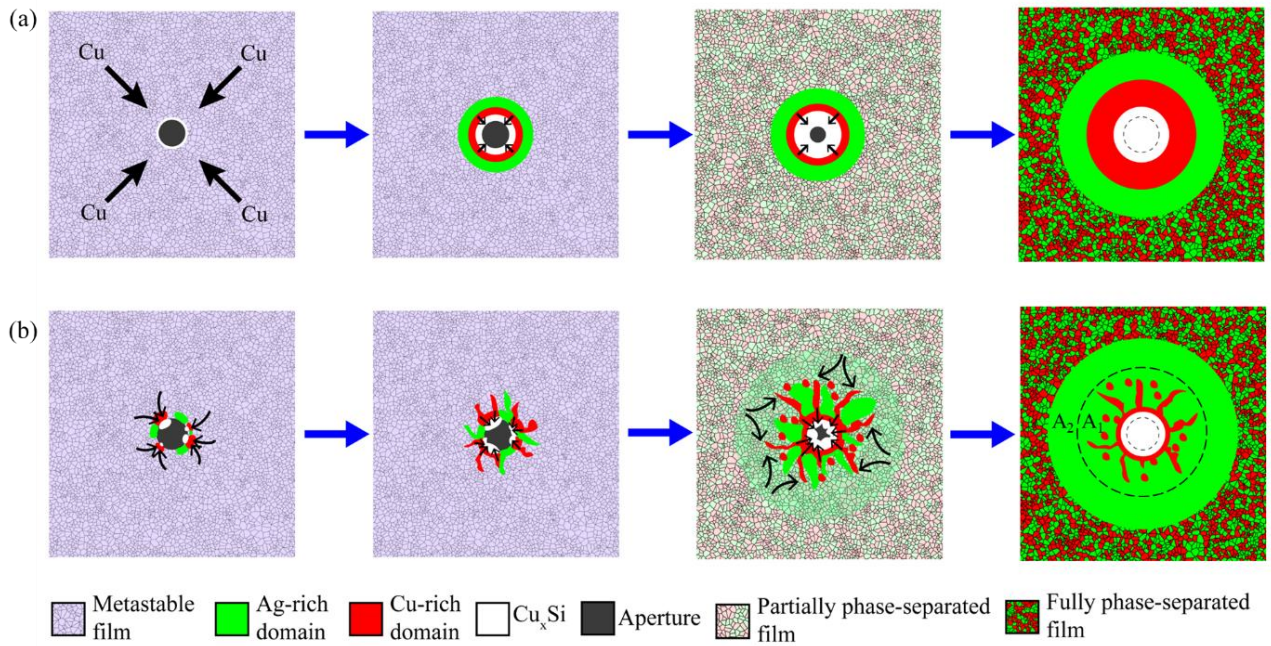 (a)
Cu Cu
Cu Cu
(b)
A₂ A₁
Metastable film
Ag-rich domain
Cu-rich domain
CuₓSi
Aperture
Partially phase-separated film
Fully phase-separated film